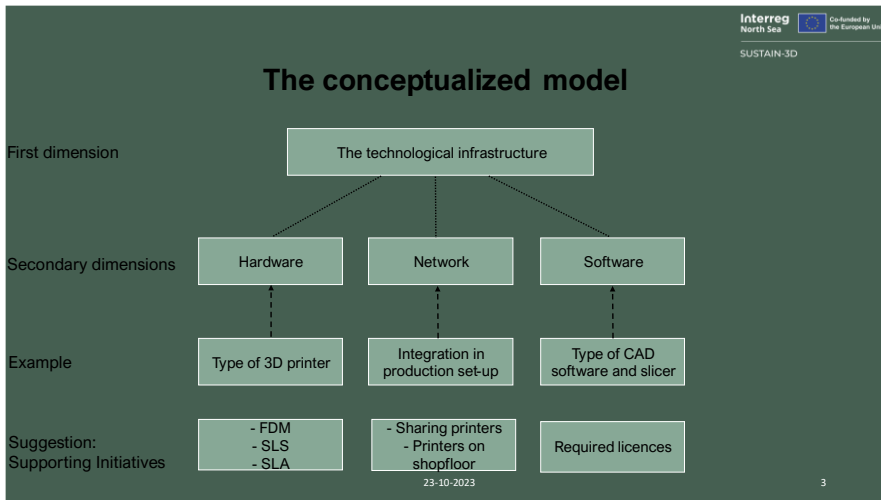 Interreg
North Sea
Co-funded by
the European Uni
SUSTAIN-3D
The conceptualized model
First dimension
The technological infrastructure
Secondary dimensions
Hardware
Network
Software
Example
Type of 3D printer
Integration in
production set-up
Type of CAD
software and slicer
Suggestion:
Supporting Initiatives
- FDM
- SLS
- SLA
- Sharing printers
- Printers on
shopfloor
Required licences
23-10-2023
3